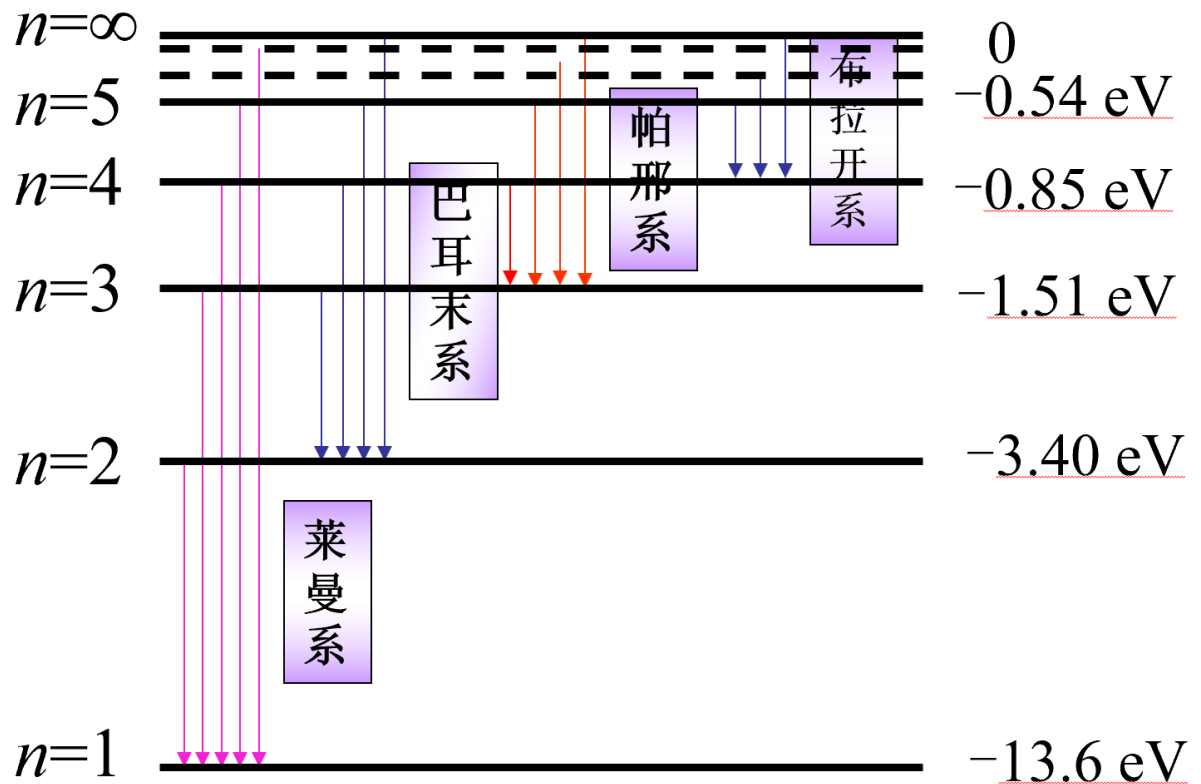 n=∞ 0
n=5 −0.54 eV
n=4 −0.85 eV
n=3 −1.51 eV
n=2 −3.40 eV
n=1 −13.6 eV
莱曼系
巴耳末系
帕邢系
布拉开系